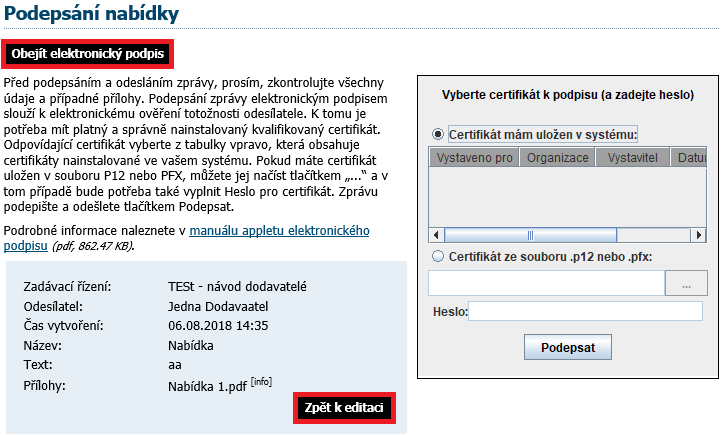 Podepsání nabídky
Obejít elektronický podpis
Před podepsáním a odesláním zprávy, prosím, zkontrolujte všechny
údaje a případné přílohy. Podepsání zprávy elektronickým podpisem
slouží k elektronickému ověření totožnosti odesílatele. K tomu je
potřeba mít platný a správně nainstalovaný kvalifikovaný certifikát.
Odpovídající certifikát vyberte z tabulky vpravo, která obsahuje
certifikáty nainstalované ve vašem systému. Pokud máte certifikát
uložen v souboru P12 nebo PFX, můžete jej načíst tlačítkem „...“ a v
tom případě bude potřeba také vyplnit Heslo pro certifikát. Zprávu
podepište a odešlete tlačítkem Podepsat.
Podrobné informace naleznete v manuálu appletu elektronického
podpisu (pdf, 862.47 KB).
Zadávací řízení: TESt - návod dodavatelé
Odesílatel: Jedna Dodavaatel
Čas vytvoření: 06.08.2018 14:35
Název: Nabídka
Text: aa
Přílohy: Nabídka 1.pdf [info]
Zpět k editaci
Vyberte certifikát k podpisu (a zadejte heslo)
Certifikát mám uložen v systému:
Vystaveno pro Organizace Vystavitel Datur
Certifikát ze souboru .p12 nebo .pfx:
...
Heslo:
Podepsat